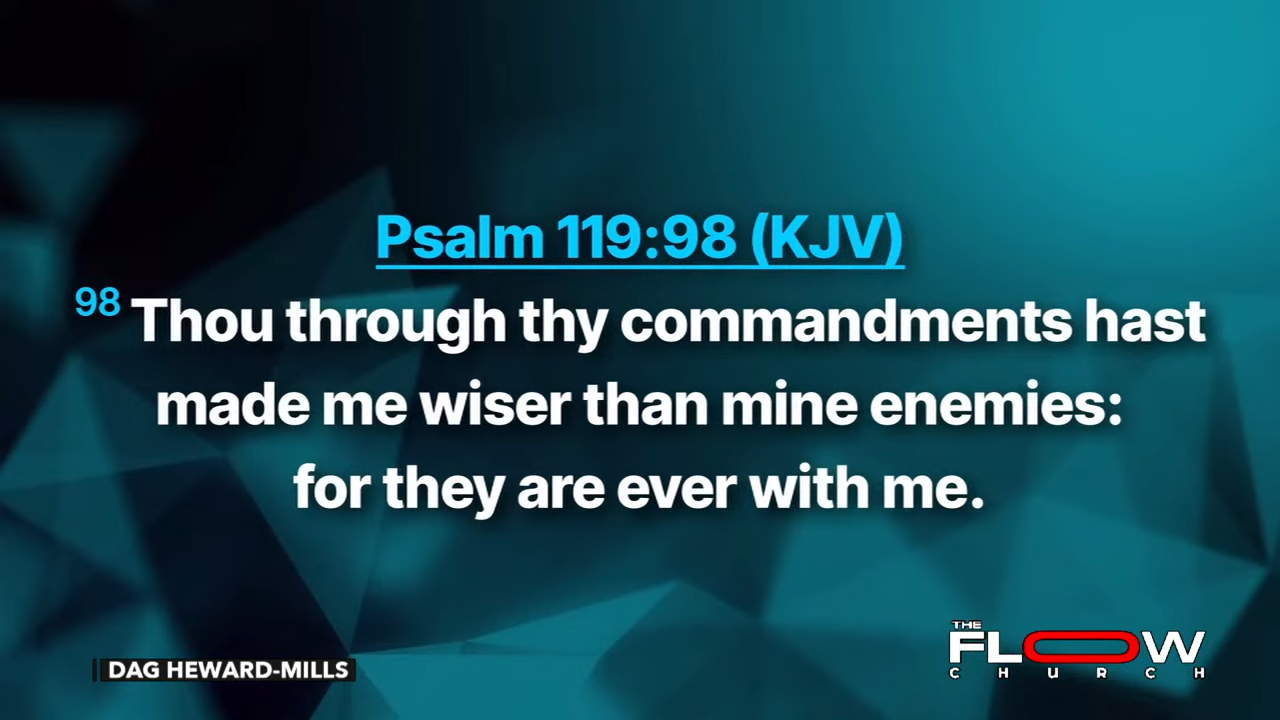 Psalm 119:98 (KJV)
98 Thou through thy commandments hast
made me wiser than mine enemies:
for they are ever with me.
DAG HEWARD-MILLS
THE
FLOW
CHURCH